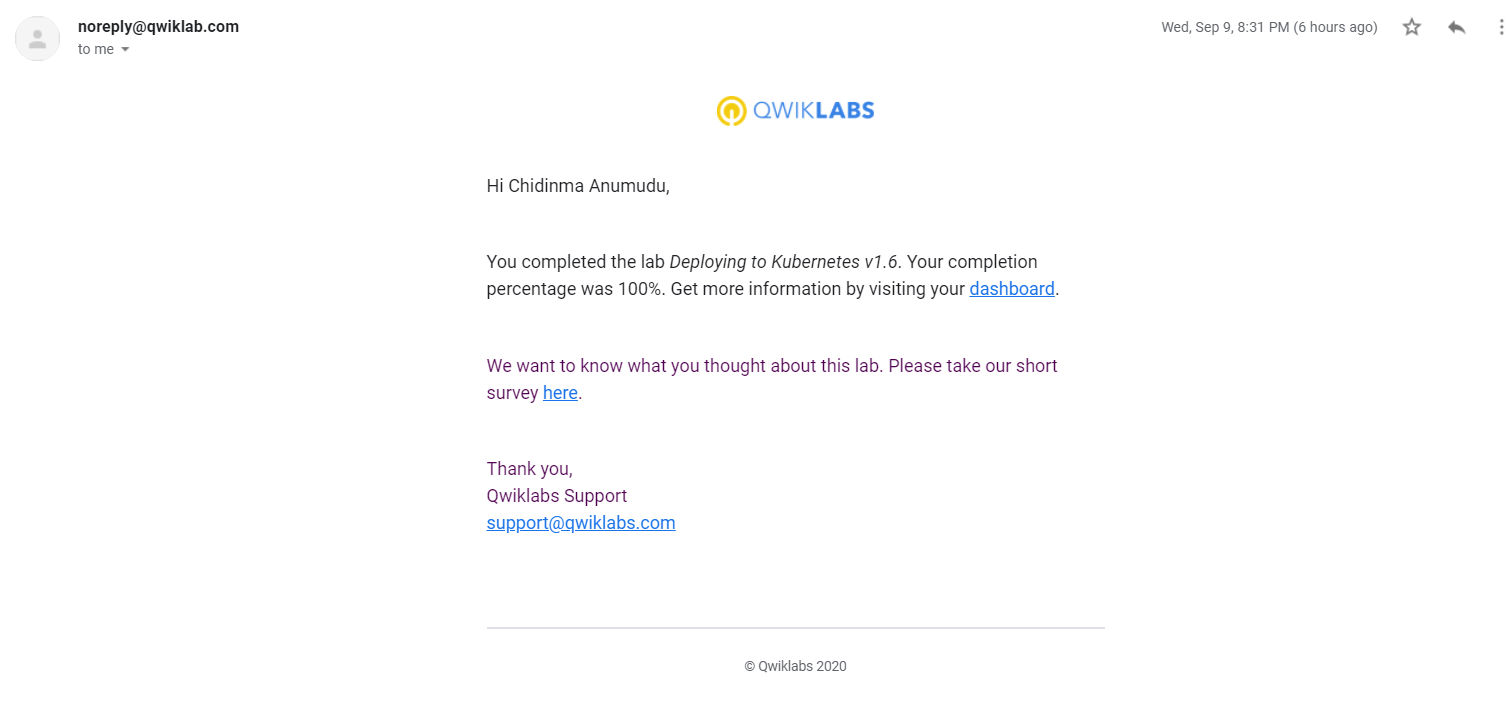 noreply@qwiklab.com
Wed, Sep 9, 8:31 PM (6 hours ago)
to me
QWIKLABS
Hi Chidinma Anumudu,
You completed the lab Deploying to Kubernetes v1.6. Your completion
percentage was 100%. Get more information by visiting your dashboard.
We want to know what you thought about this lab. Please take our short
survey here.
Thank you,
Qwiklabs Support
support@qwiklabs.com
© Qwiklabs 2020